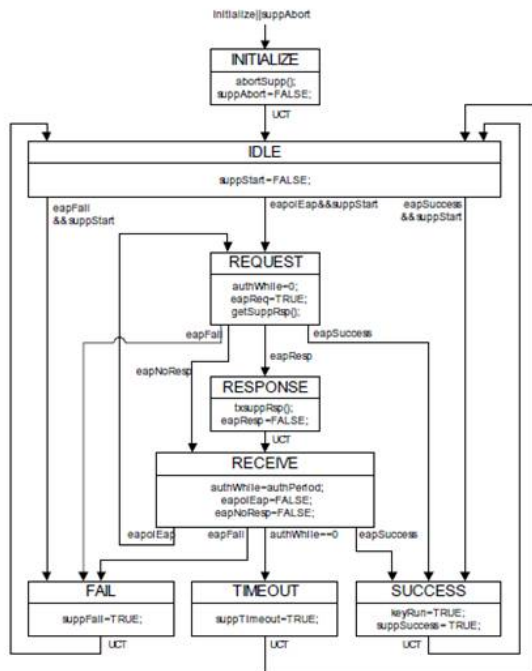 Initialize||suppAbort
INITIALIZE
abortSupp();
suppAbort=FALSE;
UCT
IDLE
suppStart=FALSE;
eapFail
&&suppStart
eapolEap&&suppStart
eapSuccess
&&suppStart
REQUEST
authWhile=0;
eapReq=TRUE;
getSuppRsp();
eapFail
eapSuccess
eapNoResp
eapResp
RESPONSE
txsuppRsp();
eapResp=FALSE;
UCT
RECEIVE
authWhile=authPeriod;
eapolEap=FALSE;
eapNoResp=FALSE;
eapolEap
eapFail
authWhile==0
eapSuccess
FAIL
suppFail=TRUE;
UCT
TIMEOUT
suppTimeout=TRUE;
UCT
SUCCESS
keyRun=TRUE;
suppSuccess=TRUE;
UCT